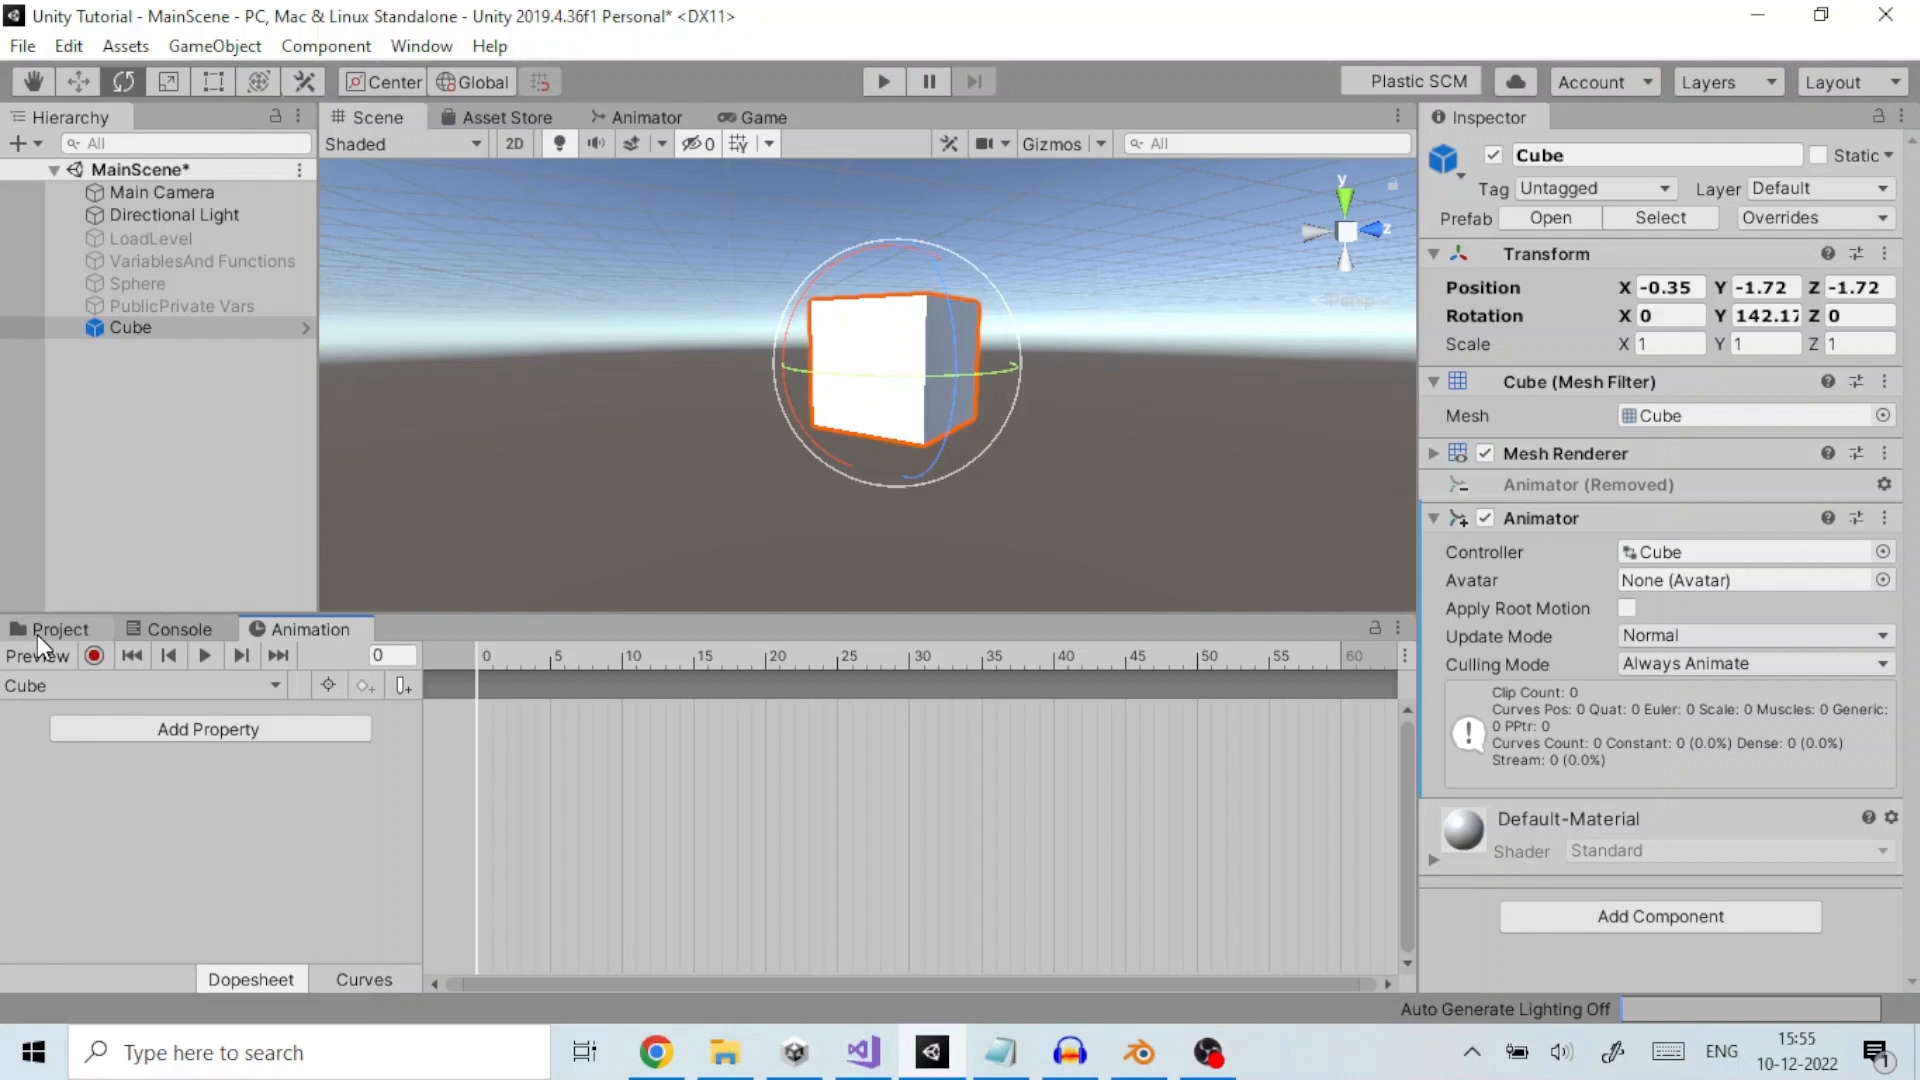 Unity Tutorial - MainScene - PC, Mac & Linux Standalone - Unity 2019.4.36f1 Personal* <DX11>
File Edit Assets GameObject Component Window Help
Center Global Plastic SCM Account Layers Layout
Hierarchy
All
MainScene*
Main Camera
Directional Light
LoadLevel
VariablesAnd Functions
Sphere
PublicPrivate Vars
Cube
Scene Asset Store Animator Game
Shaded 2D 0 Gizmos All
y
z
Persp
Inspector
Cube Static
Tag Untagged Layer Default
Prefab Open Select Overrides
Transform
Position X -0.35 Y -1.72 Z -1.72
Rotation X 0 Y 142.17 Z 0
Scale X 1 Y 1 Z 1
Cube (Mesh Filter)
Mesh Cube
Mesh Renderer
Animator (Removed)
Animator
Controller Cube
Avatar None (Avatar)
Apply Root Motion
Update Mode Normal
Culling Mode Always Animate
Clip Count: 0
Curves Pos: 0 Quat: 0 Euler: 0 Scale: 0 Muscles: 0 Generic:
0 PPtr: 0
Curves Count: 0 Constant: 0 (0.0%) Dense: 0 (0.0%)
Stream: 0 (0.0%)
Default-Material
Shader Standard
Add Component
Project Console Animation
Preview 0 0 5 10 15 20 25 30 35 40 45 50 55 60
Cube
Add Property
Dopesheet Curves
Auto Generate Lighting Off
Type here to search
ENG
15:55
10-12-2022
1